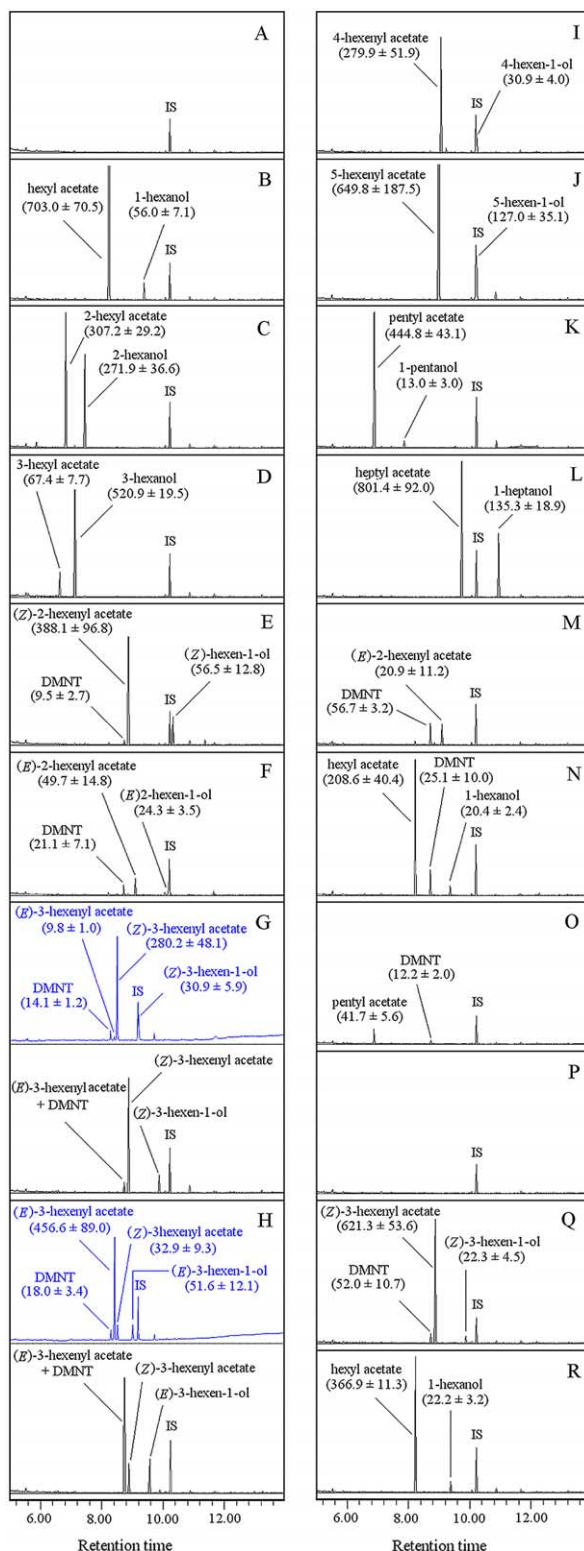 A
IS
B
hexyl acetate
(703.0 ± 70.5)
1-hexanol
(56.0 ± 7.1)
IS
C
2-hexyl acetate
(307.2 ± 29.2)
2-hexanol
(271.9 ± 36.6)
IS
D
3-hexyl acetate
(67.4 ± 7.7)
3-hexanol
(520.9 ± 19.5)
IS
E
(Z)-2-hexenyl acetate
(388.1 ± 96.8)
DMNT
(9.5 ± 2.7)
(Z)-hexen-1-ol
(56.5 ± 12.8)
IS
F
(E)-2-hexenyl acetate
(49.7 ± 14.8)
(E)2-hexen-1-ol
(24.3 ± 3.5)
DMNT
(21.1 ± 7.1)
IS
G
(E)-3-hexenyl acetate
(9.8 ± 1.0)
(Z)-3-hexenyl acetate
(280.2 ± 48.1)
(Z)-3-hexen-1-ol
(30.9 ± 5.9)
DMNT
(14.1 ± 1.2)
IS
(Z)-3-hexenyl acetate
(E)-3-hexenyl acetate
+ DMNT
(Z)-3-hexen-1-ol
IS
H
(E)-3-hexenyl acetate
(456.6 ± 89.0)
(Z)-3hexenyl acetate
(32.9 ± 9.3)
DMNT
(18.0 ± 3.4)
(E)-3-hexen-1-ol
(51.6 ± 12.1)
IS
(E)-3-hexenyl acetate
+ DMNT
(Z)-3-hexenyl acetate
(E)-3-hexen-1-ol
IS
6.00 8.00 10.00 12.00
Retention time
I
4-hexenyl acetate
(279.9 ± 51.9)
4-hexen-1-ol
(30.9 ± 4.0)
IS
J
5-hexenyl acetate
(649.8 ± 187.5)
5-hexen-1-ol
(127.0 ± 35.1)
IS
K
pentyl acetate
(444.8 ± 43.1)
1-pentanol
(13.0 ± 3.0)
IS
L
heptyl acetate
(801.4 ± 92.0)
1-heptanol
(135.3 ± 18.9)
IS
M
(E)-2-hexenyl acetate
(20.9 ± 11.2)
DMNT
(56.7 ± 3.2)
IS
N
hexyl acetate
(208.6 ± 40.4)
DMNT
(25.1 ± 10.0)
1-hexanol
(20.4 ± 2.4)
IS
O
DMNT
(12.2 ± 2.0)
pentyl acetate
(41.7 ± 5.6)
IS
P
IS
Q
(Z)-3-hexenyl acetate
(621.3 ± 53.6)
(Z)-3-hexen-1-ol
(22.3 ± 4.5)
DMNT
(52.0 ± 10.7)
IS
R
hexyl acetate
(366.9 ± 11.3)
1-hexanol
(22.2 ± 3.2)
IS
6.00 8.00 10.00 12.00
Retention time